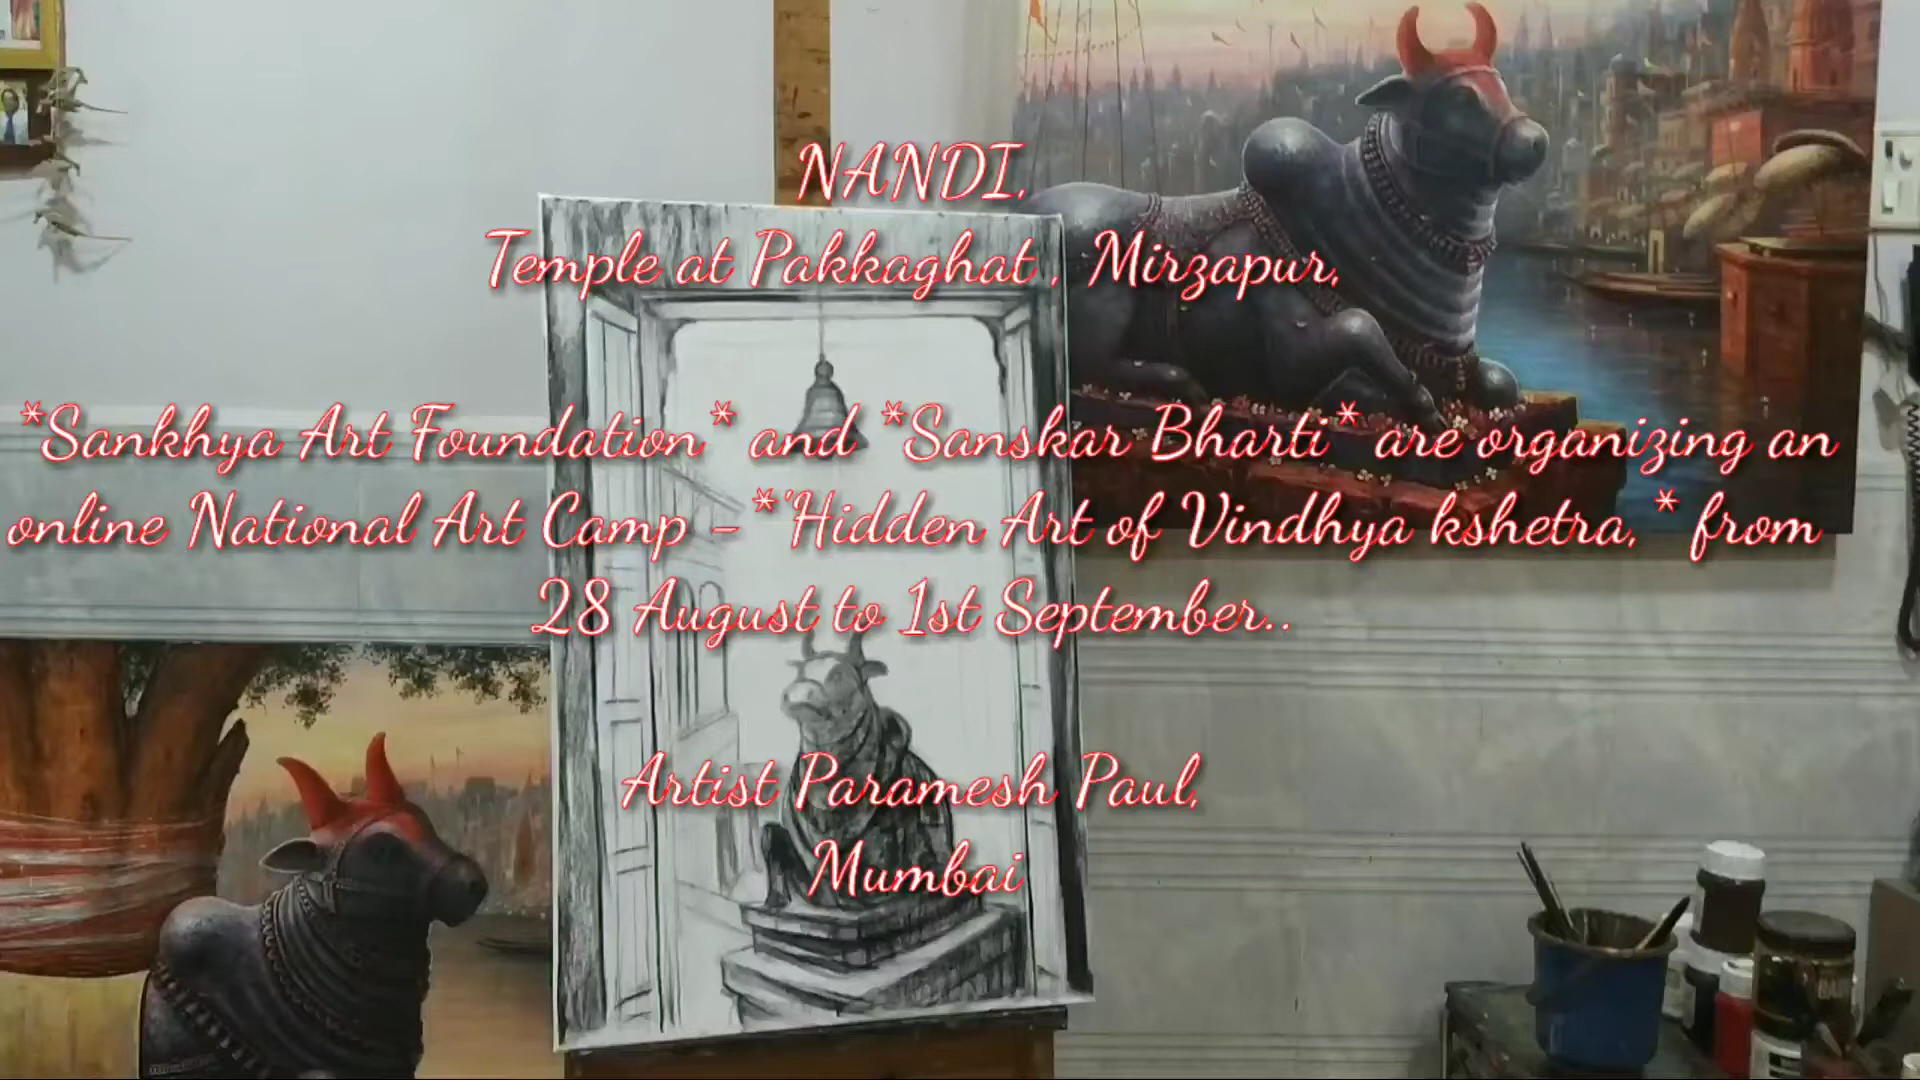 NANDI,
Temple at Pakkaghat , Mirzapur,
*Sankhya Art Foundation* and *Sanskar Bharti* are organizing an
online National Art Camp -*'Hidden Art of Vindhya kshetra,* from
28 August to 1st September..
Artist Paramesh Paul,
Mumbai